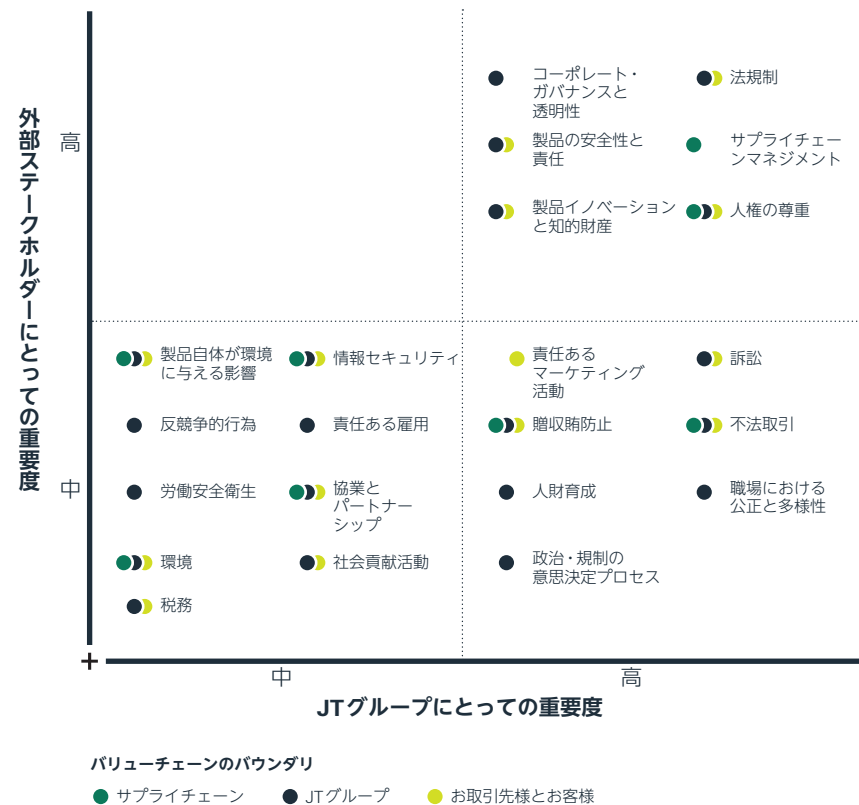 外部ステークホルダーにとっての重要度
高
中
コーポレート・
ガバナンスと
透明性
法規制
製品の安全性と
責任
サプライチェー
ンマネジメント
製品イノベーション
と知的財産
人権の尊重
製品自体が環境
に与える影響
情報セキュリティ
責任ある
マーケティング
活動
訴訟
反競争的行為
責任ある雇用
贈収賄防止
不法取引
労働安全衛生
協業と
パートナー
シップ
人財育成
職場における
公正と多様性
環境
社会貢献活動
政治・規制の
意思決定プロセス
税務
中
高
JTグループにとっての重要度
バリューチェーンのバウンダリ
サプライチェーン
JTグループ
お取引先様とお客様